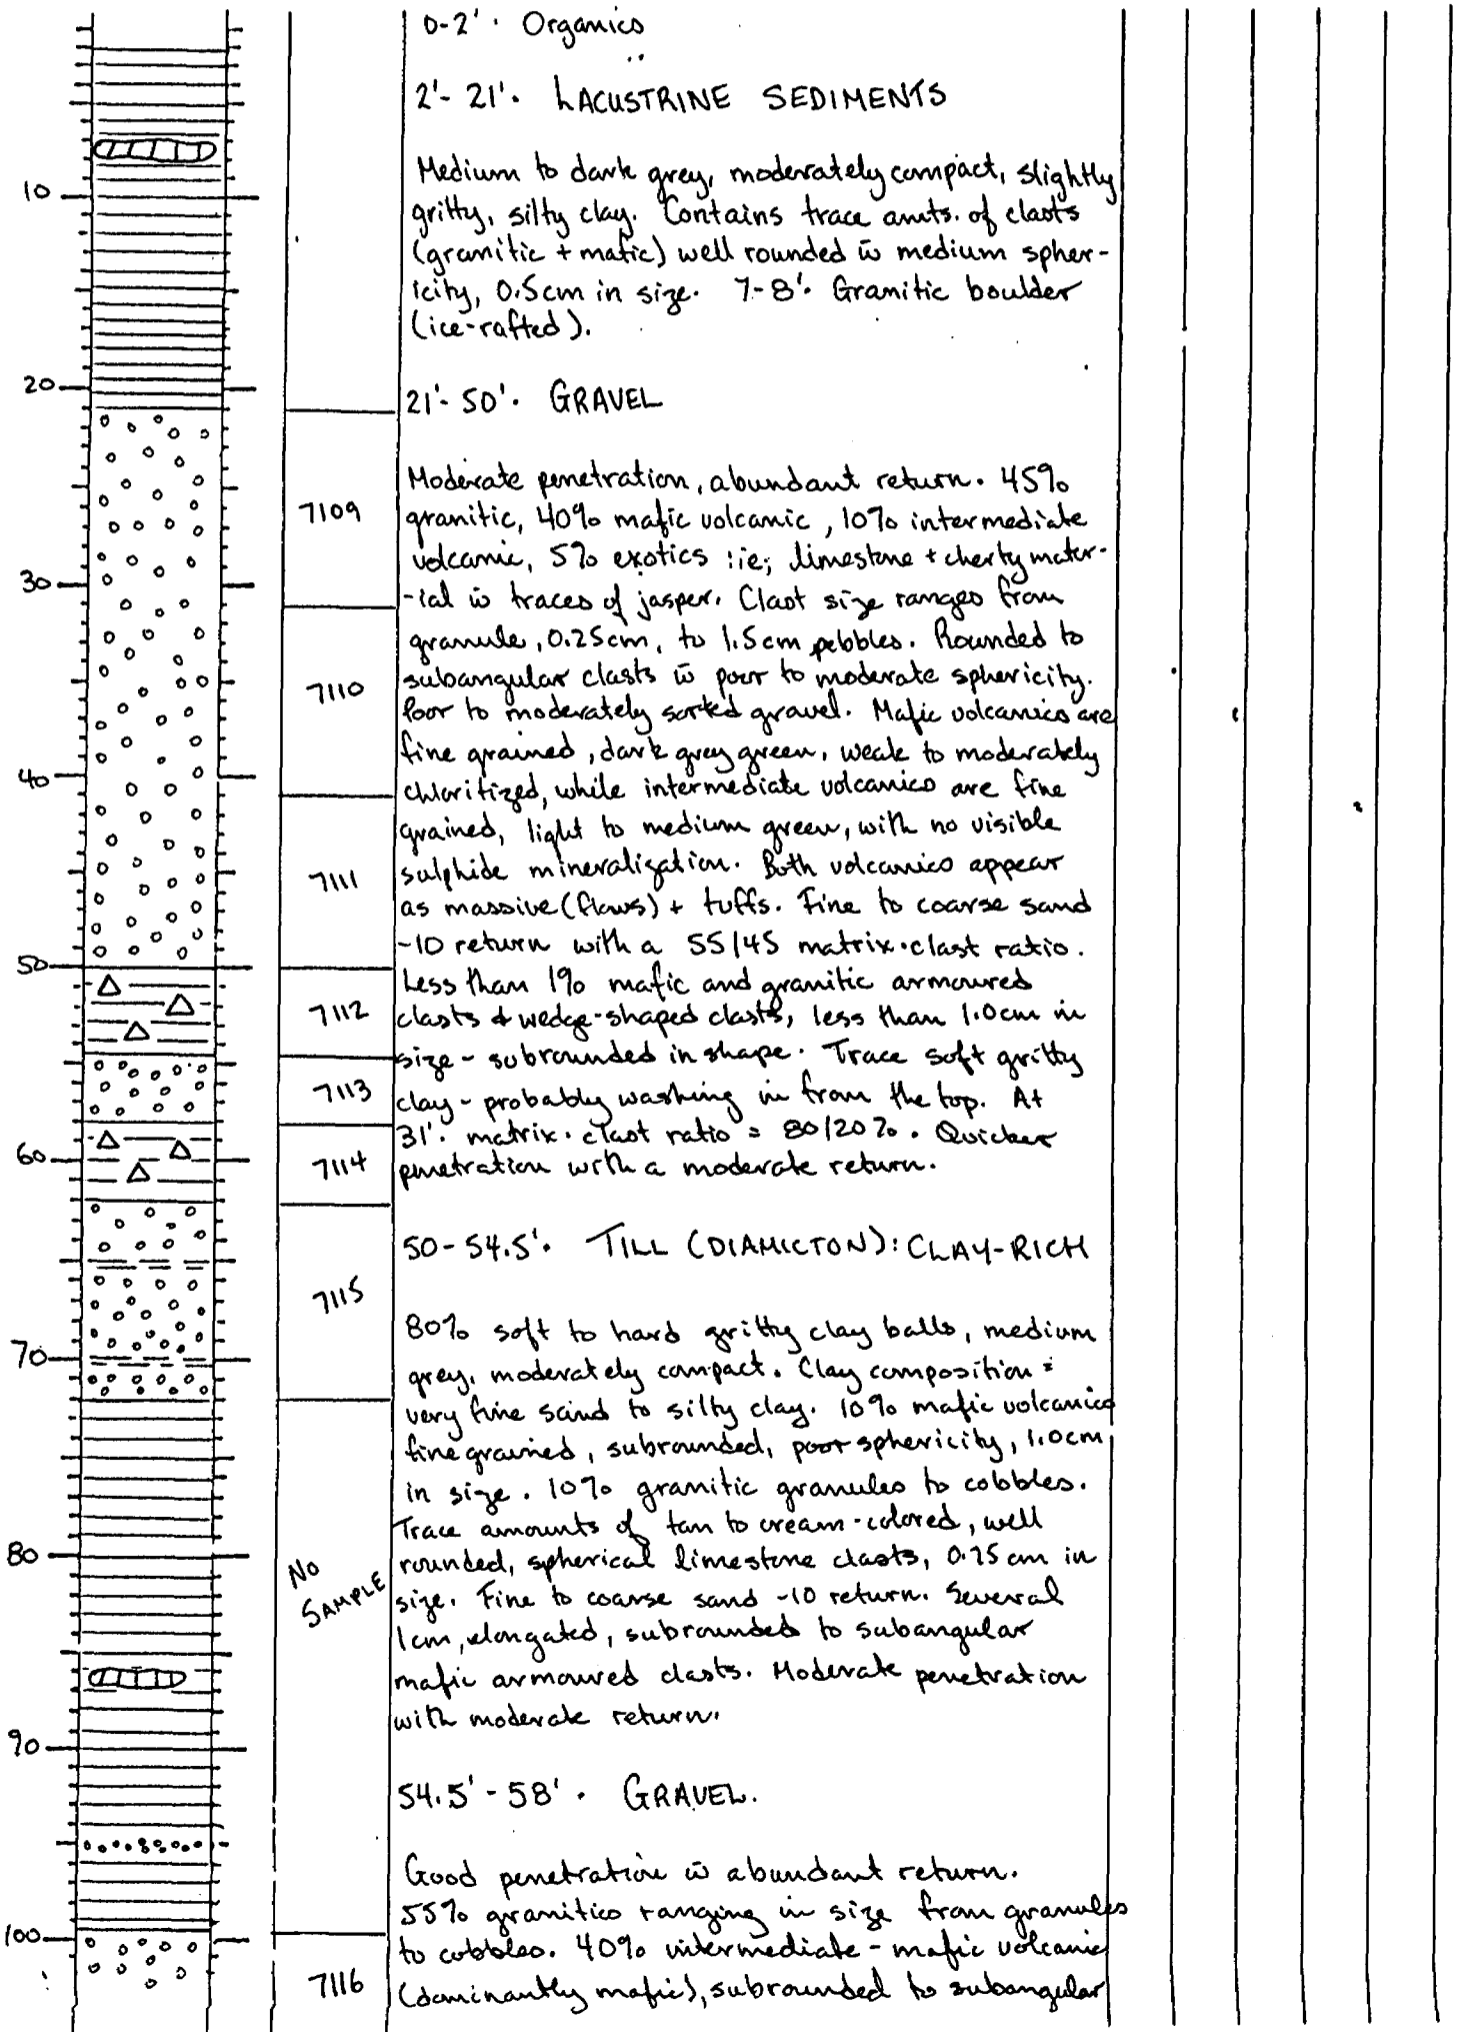 0-2'. Organics
2'- 21'. LACUSTRINE SEDIMENTS
Medium to dark grey, moderately compact, slightly
10
gritty, silty clay. Contains trace amts. of clasts
(granitic + mafic) well rounded w̄ medium spher-
icity, 0.5cm in size. 7-8'. Granitic boulder
(ice-rafted).
20
21'- 50'. GRAVEL
Moderate penetration, abundant return. 45%
7109
granitic, 40% mafic volcanic, 10% intermediate
volcanic, 5% exotics :ie; limestone + cherty mater-
30
-ial w̄ traces of jasper. Clast size ranges from
granule, 0.25cm, to 1.5cm pebbles. Rounded to
7110
subangular clasts w̄ poor to moderate sphericity.
Poor to moderately sorted gravel. Mafic volcanics are
fine grained, dark grey green, weak to moderately
40
chloritized, while intermediate volcanics are fine
grained, light to medium green, with no visible
7111
sulphide mineralization. Both volcanics appear
as massive (flows) + tuffs. Fine to coarse sand
-10 return with a 55/45 matrix.clast ratio.
50
Less than 1% mafic and granitic armoured
7112
clasts & wedge-shaped clasts, less than 1.0cm in
size - subrounded in shape. Trace soft gritty
7113
clay - probably washing in from the top. At
31'. matrix.clast ratio = 80/20%. Quicker
60
7114
penetration with a moderate return.
50-54.5'. TILL (DIAMICTON): CLAY-RICH
7115
80% soft to hard gritty clay balls, medium
70
grey, moderately compact. Clay composition =
very fine sand to silty clay. 10% mafic volcanics
fine grained, subrounded, poor sphericity, 1.0cm
in size. 10% granitic granules to cobbles.
Trace amounts of tan to cream-colored, well
80
No
SAMPLE
rounded, spherical limestone clasts, 0.75cm in
size. Fine to coarse sand -10 return. Several
1cm, elongated, subrounded to subangular
mafic armoured clasts. Moderate penetration
with moderate return.
90
54.5'-58'. GRAVEL.
Good penetration w̄ abundant return.
55% granitics ranging in size from granules
100
to cobbles. 40% intermediate - mafic volcanic
7116
(dominantly mafic), subrounded to subangular